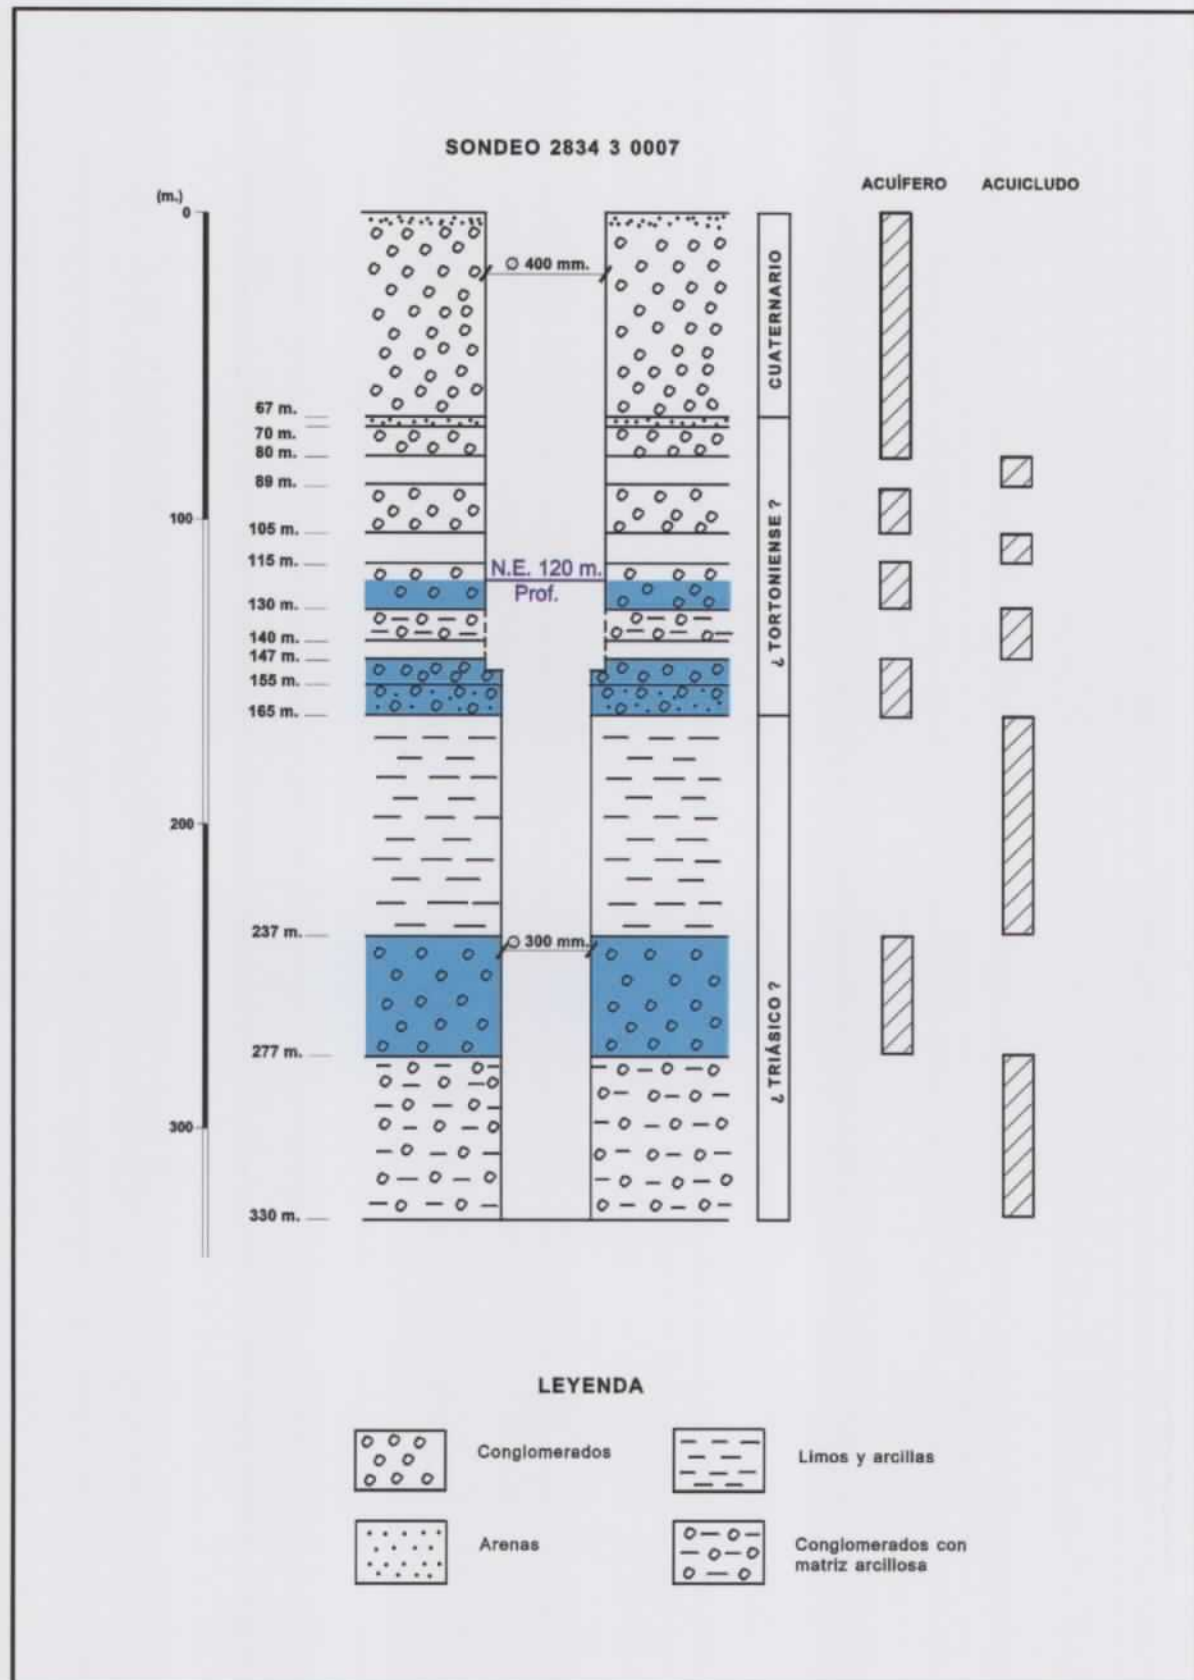 SONDEO 2834 3 0007
ACUÍFERO ACUICLUDO
(m.)
0
Ø 400 mm.
CUATERNARIO
67 m.
70 m.
80 m.
89 m.
100
105 m.
115 m.
N.E. 120 m.
Prof.
130 m.
140 m.
147 m.
155 m.
165 m.
¿ TORTONIENSE ?
200
237 m.
Ø 300 mm.
277 m.
¿ TRIÁSICO ?
300
330 m.
LEYENDA
Conglomerados
Limos y arcillas
Arenas
Conglomerados con
matriz arcillosa